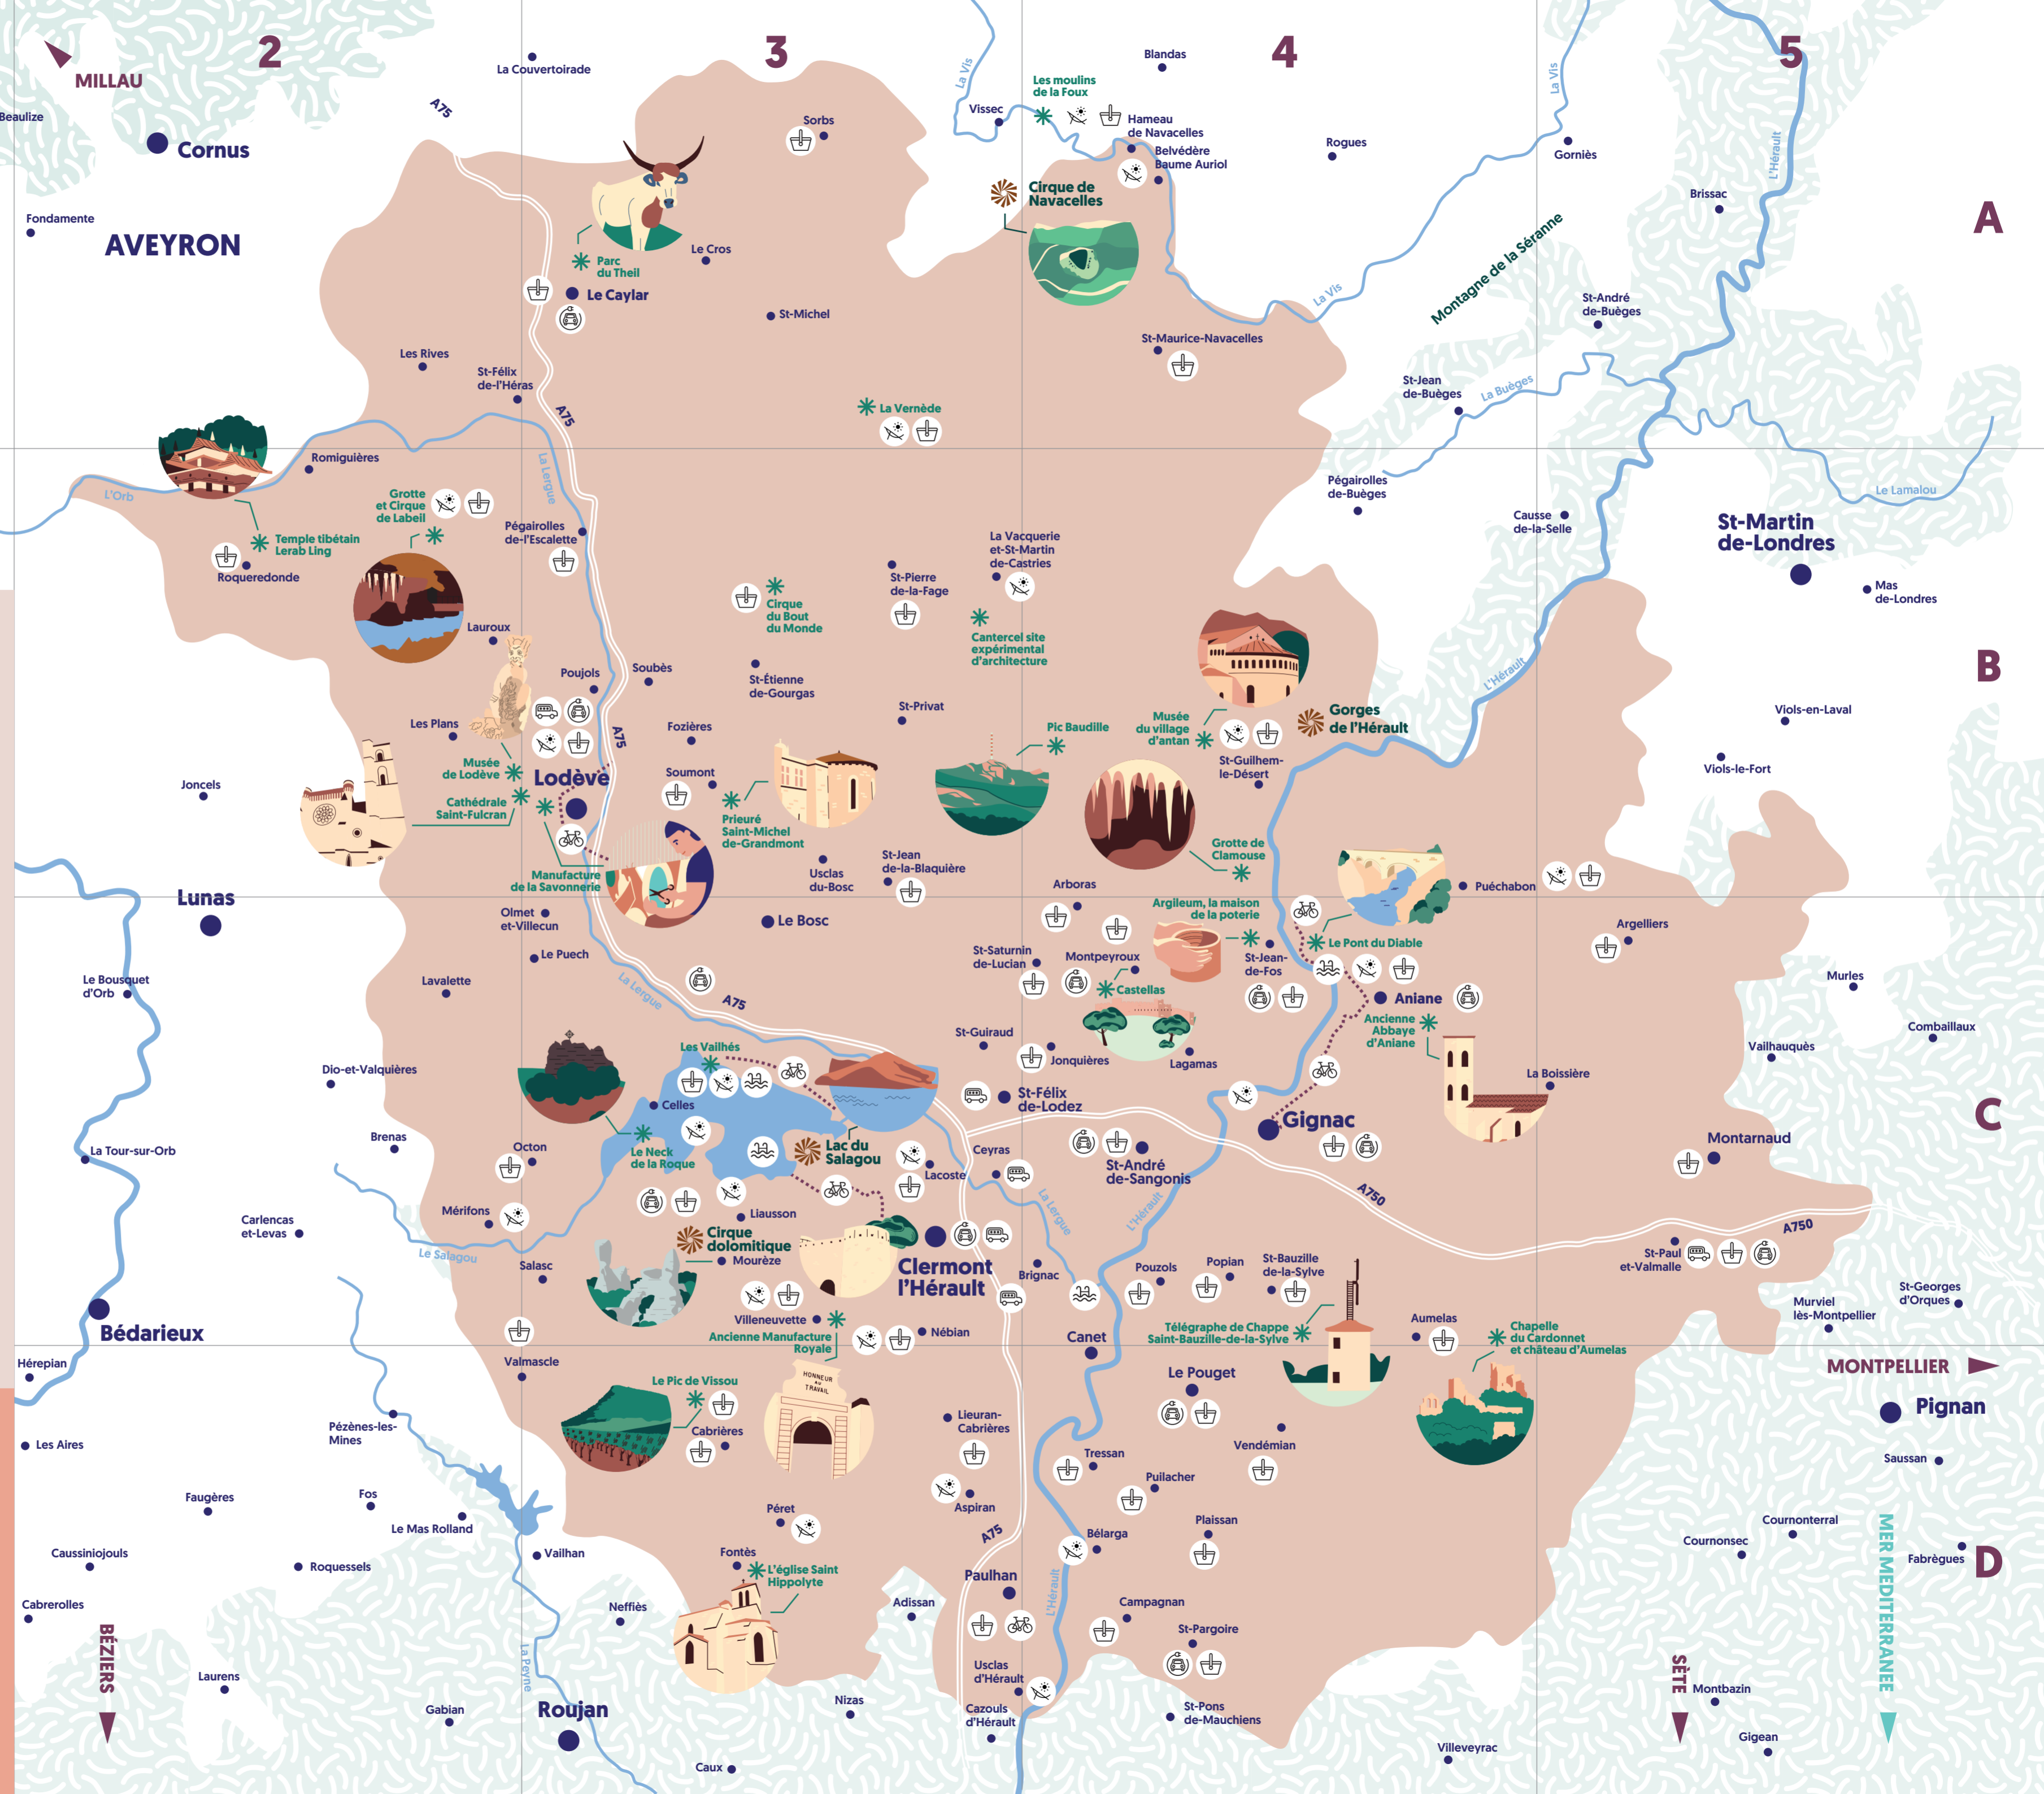 2
3
4
5
MILLAU
La Couvertoirade
A75
Beaulize
Cornus
Sorbs
La Vis
Vissec
Les moulins
de la Foux
Blandas
Hameau
de Navacelles
Belvédère
Baume Auriol
Rogues
La Vis
Gorniès
L'Hérault
Brissac
A
Fondamente
AVEYRON
Parc
du Theil
Le Cros
Cirque de
Navacelles
Le Caylar
St-Michel
La Vis
Montagne de la Séranne
St-André
de-Buèges
Les Rives
St-Félix
de-l'Héras
St-Maurice-Navacelles
St-Jean
de-Buèges
La Buèges
A75
La Vernède
L'Orb
Romiguières
La Lergue
Grotte
et Cirque
de Labeil
Temple tibétain
Lerab Ling
Roqueredonde
Pégairolles
de-l'Escalette
Pégairolles
de-Buèges
Causse
de-la-Selle
Le Lamalou
St-Martin
de-Londres
Mas
de-Londres
La Vacquerie
et-St-Martin
de-Castries
St-Pierre
de-la-Fage
Cirque
du Bout
du Monde
Cantercel site
expérimental
d'architecture
Lauroux
Poujols
Soubès
St-Étienne
de-Gourgas
L'Hérault
B
Les Plans
A75
Fozières
St-Privat
Pic Baudille
Musée
du village
d'antan
Gorges
de l'Hérault
St-Guilhem-
le-Désert
Viols-en-Laval
Viols-le-Fort
Joncels
Musée
de Lodève
Lodève
Soumont
Cathédrale
Saint-Fulcran
Prieuré
Saint-Michel
de-Grandmont
Manufacture
de la Savonnerie
Usclas
du-Bosc
St-Jean
de-la-Blaquière
Grotte de
Clamouse
Arboras
Puéchabon
Lunas
Olmet
et-Villecun
Le Bosc
Argileum, la maison
de la poterie
Le Pont du Diable
Argelliers
Le Puech
St-Saturnin
de-Lucian
Montpeyroux
St-Jean-
de-Fos
Le Bousquet
d'Orb
Lavalette
La Lergue
A75
Castellas
Aniane
Ancienne
Abbaye
d'Aniane
Murles
Combaillaux
Vailhauquès
St-Guiraud
Jonquières
Lagamas
Les Vailhés
Dio-et-Valquières
La Boissière
Celles
St-Félix
de-Lodez
Gignac
C
La Tour-sur-Orb
Brenas
Octon
Le Neck
de la Roque
Lac du
Salagou
Lacoste
Ceyras
St-André
de-Sangonis
Montarnaud
Mérifons
Liausson
La Lergue
L'Hérault
A750
A750
Carlencas
et-Levas
Le Salagou
Cirque
dolomitique
Mourèze
Salasc
Clermont
l'Hérault
Brignac
Pouzols
Popian
St-Bauzille
de-la-Sylve
St-Paul
et-Valmalle
St-Georges
d'Orques
Murviel
lès-Montpellier
Bédarieux
Villeneuvette
Ancienne Manufacture
Royale
Nébian
Canet
Télégraphe de Chappe
Saint-Bauzille-de-la-Sylve
Aumelas
Chapelle
du Cardonnet
et château d'Aumelas
Hérepian
Valmascle
MONTPELLIER
HONNEUR
AU
TRAVAIL
Le Pic de Vissou
Le Pouget
Pignan
Pézènes-les-
Mines
Cabrières
Lieuran-
Cabrières
Les Aires
Vendémian
Tressan
Saussan
Faugères
Fos
Puilacher
Aspiran
Le Mas Rolland
Péret
Plaissan
Cournonterral
Cournonsec
A75
Bélarga
Caussiniojouls
Roquessels
Vailhan
Fontès
L'église Saint
Hippolyte
Fabrègues
D
Paulhan
L'Hérault
MER MEDITERRANEE
Cabrerolles
Neffiès
Adissan
Campagnan
St-Pargoire
BÉZIERS
La Peyne
Laurens
Usclas
d'Hérault
SÈTE
Montbazin
Gabian
Roujan
Nizas
Cazouls
d'Hérault
St-Pons
de-Mauchiens
Gigean
Villeveyrac
Caux